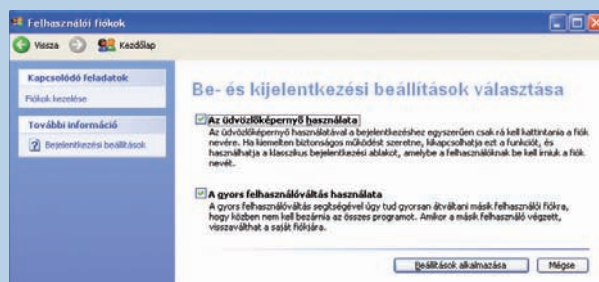 Felhasználói fiókok
Vissza Kezdőlap
Kapcsolódó feladatok
Fiókok kezelése
További információ
Bejelentkezési beállítások
Be- és kijelentkezési beállítások választása
Az üdvözlőképernyő használata
Az üdvözlőképernyő használatával a bejelentkezéshez egyszerűen csak rá kell kattintania a fiók
nevére. Ha kiemelten biztonságos működést szeretne, kikapcsolhatja ezt a funkciót, és
használhatja a klasszikus bejelentkezési ablakot, amelybe a felhasználóknak be kell írniuk a fiók
nevét.
A gyors felhasználóváltás használata
A gyors felhasználóváltás segítségével úgy tud gyorsan átváltani másik felhasználói fiókra,
hogy közben nem kell bezárnia az összes programot. Amikor a másik felhasználó végzett,
visszaválthat a saját fiókjára.
Beállítások alkalmazása Mégse